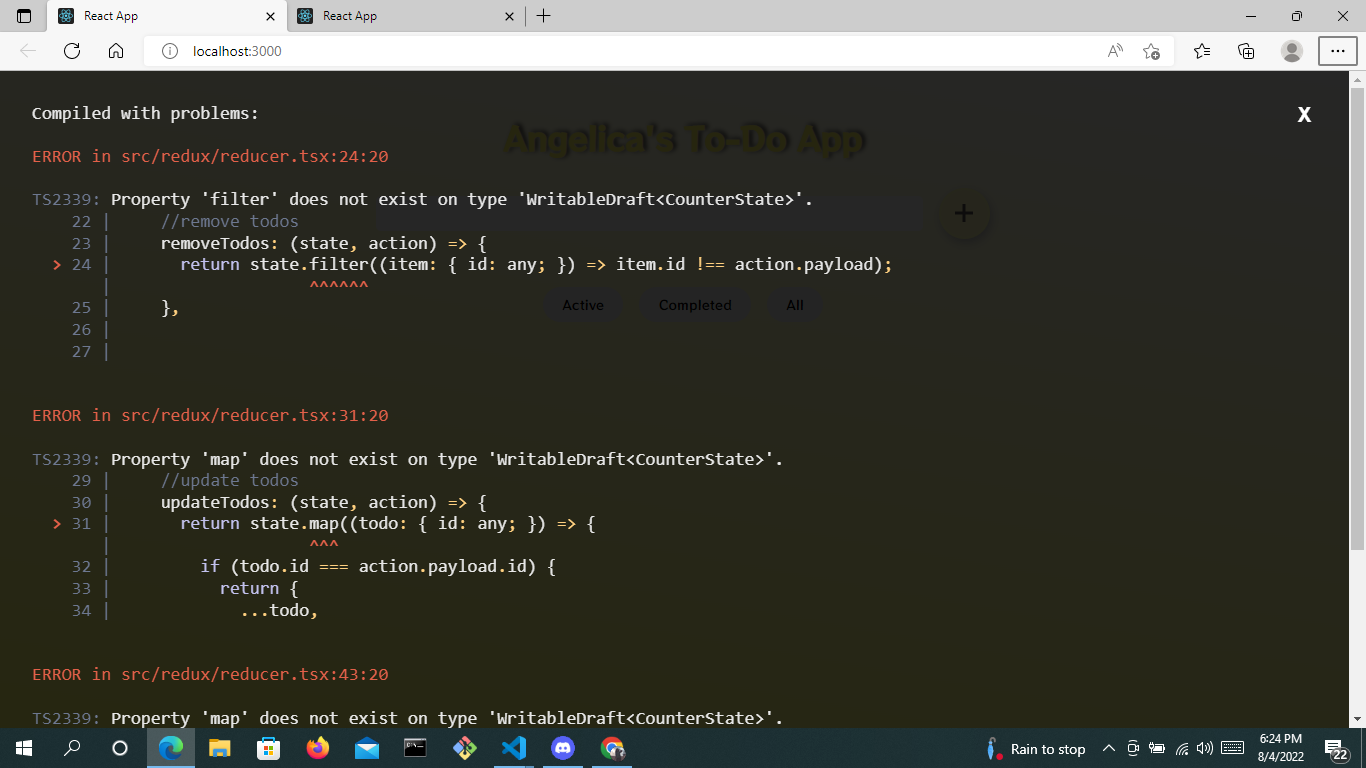 React App
React App
localhost:3000
Compiled with problems:
X
Angelica's To-Do App
ERROR in src/redux/reducer.tsx:24:20
TS2339: Property 'filter' does not exist on type 'WritableDraft<CounterState>'.
22 |     //remove todos
23 |     removeTodos: (state, action) => {
> 24 |       return state.filter((item: { id: any; }) => item.id !== action.payload);
|                    ^^^^^^
25 |     },
26 |
27 |
+
Active
Completed
All
ERROR in src/redux/reducer.tsx:31:20
TS2339: Property 'map' does not exist on type 'WritableDraft<CounterState>'.
29 |     //update todos
30 |     updateTodos: (state, action) => {
> 31 |       return state.map((todo: { id: any; }) => {
|                    ^^^
32 |         if (todo.id === action.payload.id) {
33 |           return {
34 |             ...todo,
ERROR in src/redux/reducer.tsx:43:20
TS2339: Property 'map' does not exist on type 'WritableDraft<CounterState>'.
Rain to stop
6:24 PM
8/4/2022
22